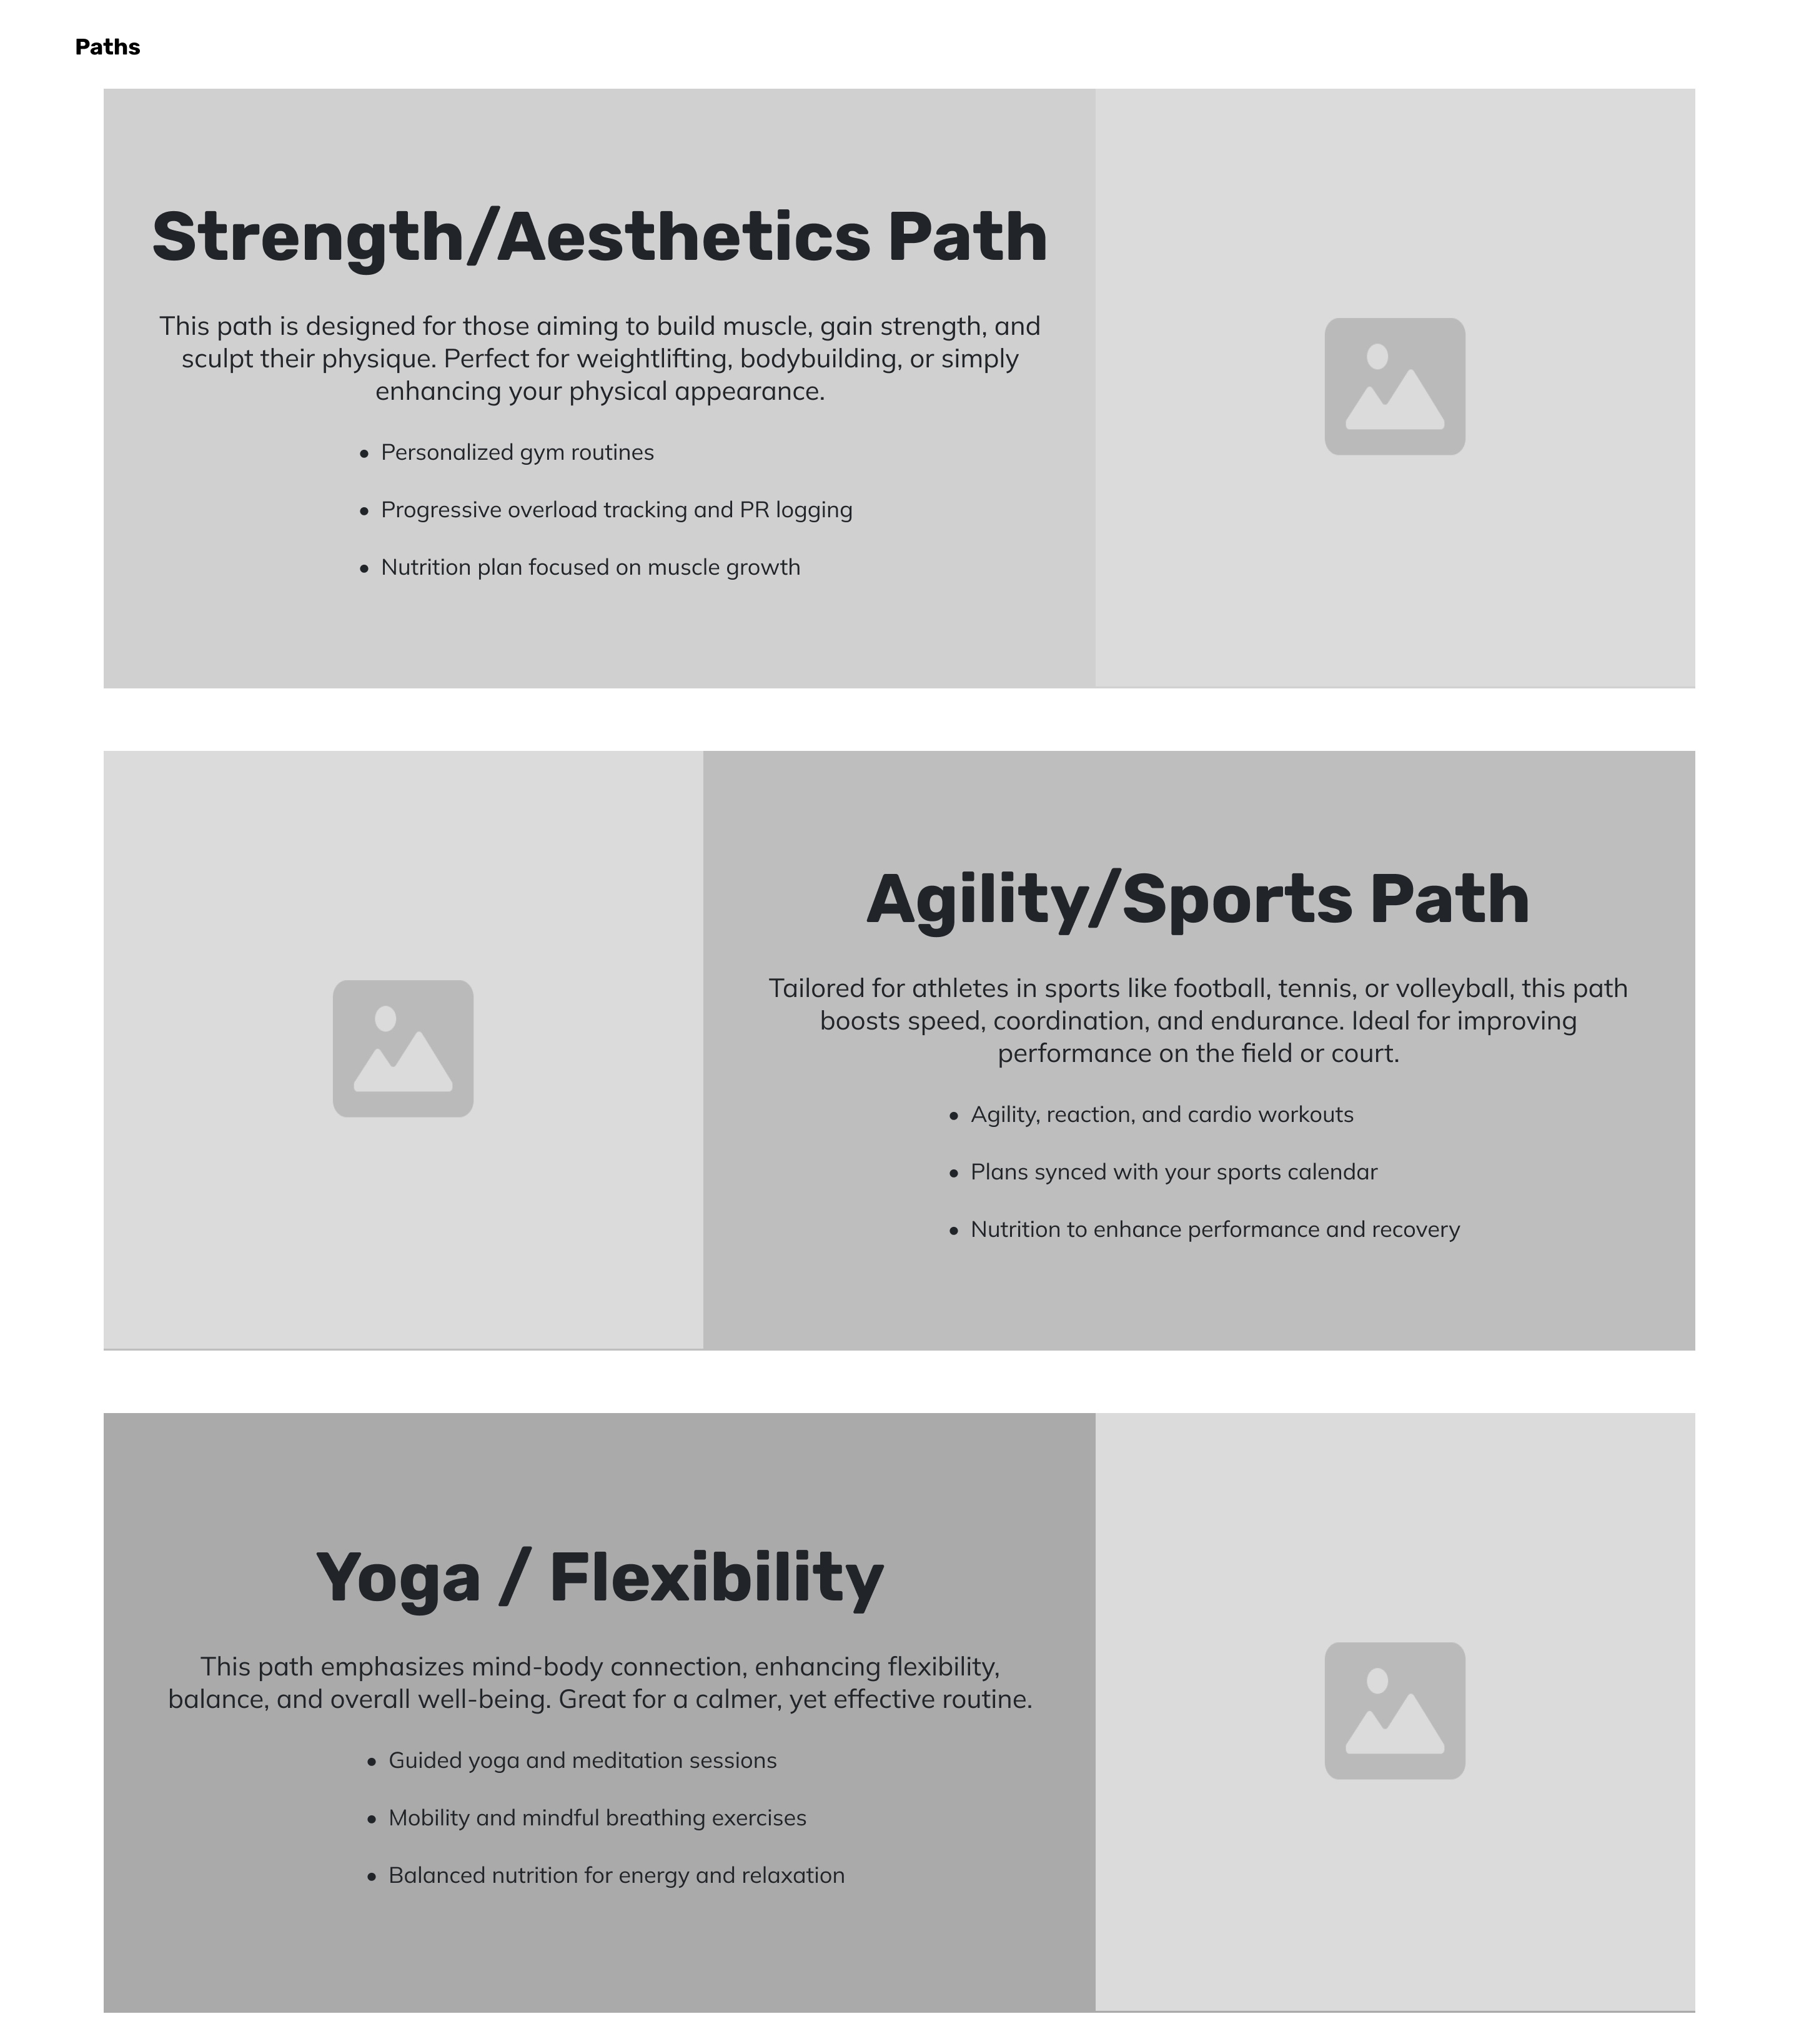 Paths
Strength/Aesthetics Path
This path is designed for those aiming to build muscle, gain strength, and
sculpt their physique. Perfect for weightlifting, bodybuilding, or simply
enhancing your physical appearance.
• Personalized gym routines
• Progressive overload tracking and PR logging
• Nutrition plan focused on muscle growth
Agility/Sports Path
Tailored for athletes in sports like football, tennis, or volleyball, this path
boosts speed, coordination, and endurance. Ideal for improving
performance on the field or court.
• Agility, reaction, and cardio workouts
• Plans synced with your sports calendar
• Nutrition to enhance performance and recovery
Yoga / Flexibility
This path emphasizes mind-body connection, enhancing flexibility,
balance, and overall well-being. Great for a calmer, yet effective routine.
• Guided yoga and meditation sessions
• Mobility and mindful breathing exercises
• Balanced nutrition for energy and relaxation